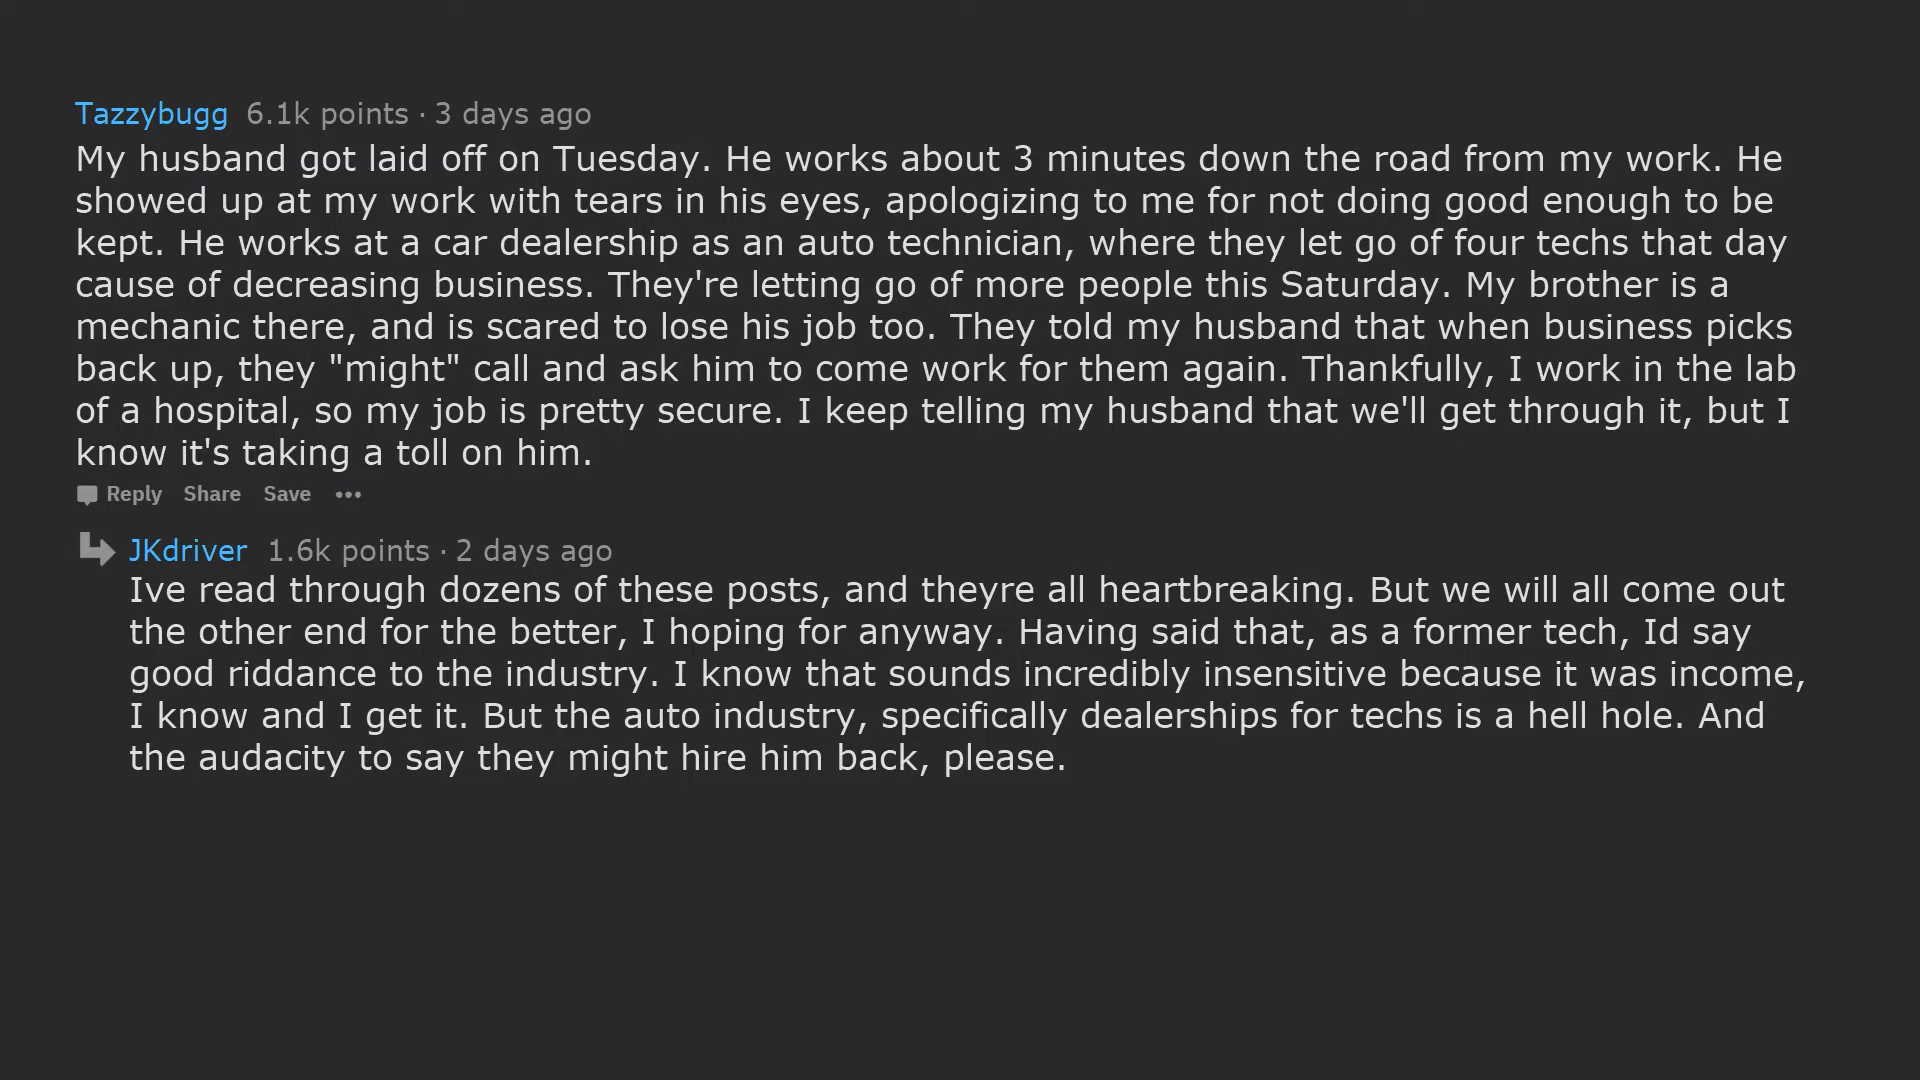 Tazzybugg 6.1k points · 3 days ago
My husband got laid off on Tuesday. He works about 3 minutes down the road from my work. He
showed up at my work with tears in his eyes, apologizing to me for not doing good enough to be
kept. He works at a car dealership as an auto technician, where they let go of four techs that day
cause of decreasing business. They're letting go of more people this Saturday. My brother is a
mechanic there, and is scared to lose his job too. They told my husband that when business picks
back up, they "might" call and ask him to come work for them again. Thankfully, I work in the lab
of a hospital, so my job is pretty secure. I keep telling my husband that we'll get through it, but I
know it's taking a toll on him.
Reply Share Save •••
JKdriver 1.6k points · 2 days ago
Ive read through dozens of these posts, and theyre all heartbreaking. But we will all come out
the other end for the better, I hoping for anyway. Having said that, as a former tech, Id say
good riddance to the industry. I know that sounds incredibly insensitive because it was income,
I know and I get it. But the auto industry, specifically dealerships for techs is a hell hole. And
the audacity to say they might hire him back, please.